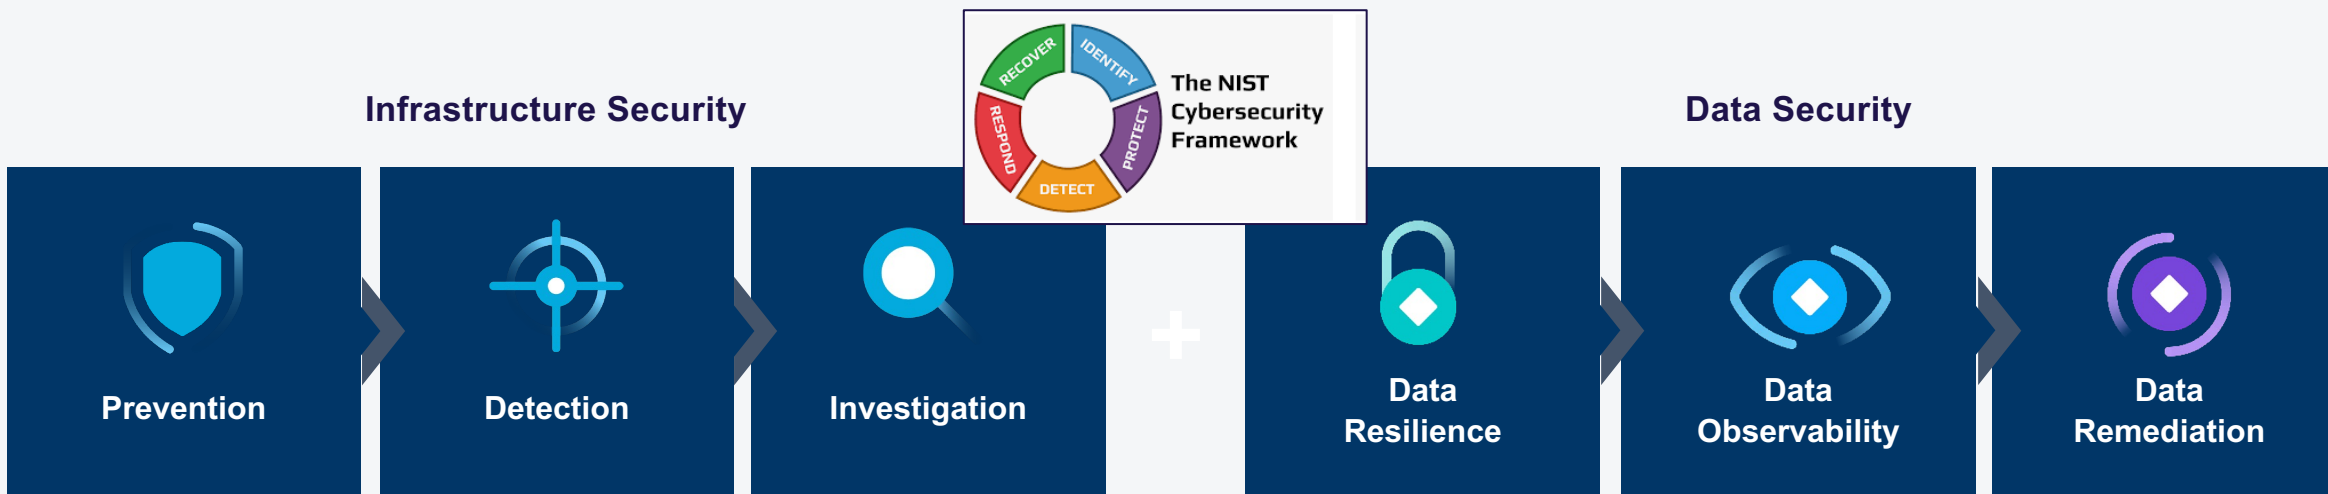 Infrastructure Security
RECOVER
IDENTIFY
RESPOND
PROTECT
DETECT
The NIST
Cybersecurity
Framework
Data Security
Prevention
Detection
Investigation
+
Data
Resilience
Data
Observability
Data
Remediation